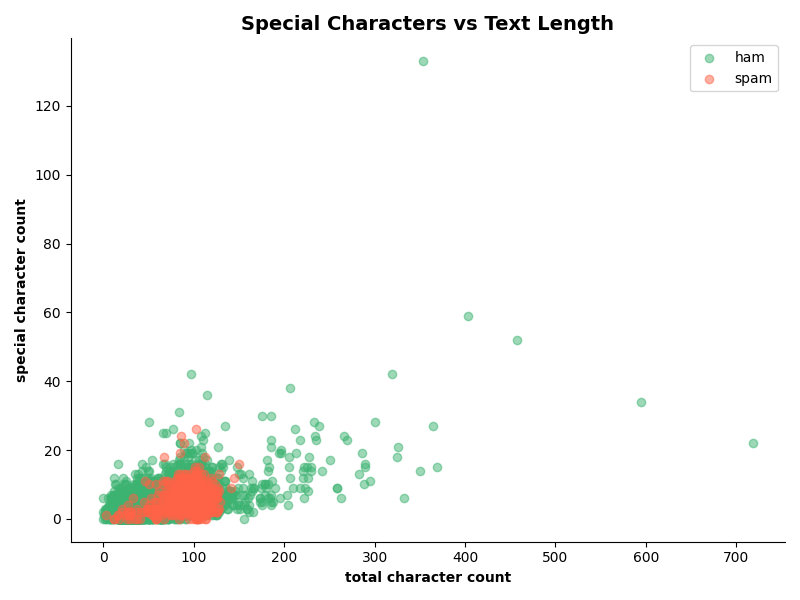 Special Characters vs Text Length
ham
spam
special character count
120
100
80
60
40
20
0
0 100 200 300 400 500 600 700
total character count